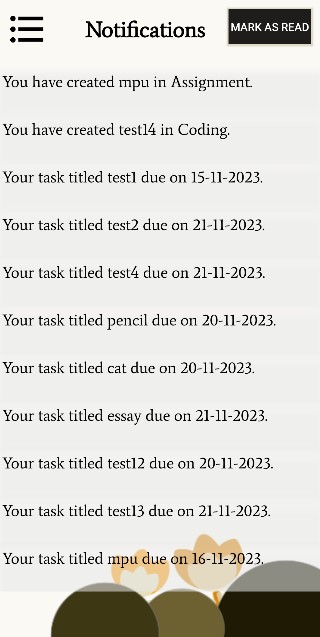 Notifications
MARK AS READ
You have created mpu in Assignment.
You have created test14 in Coding.
Your task titled test1 due on 15-11-2023.
Your task titled test2 due on 21-11-2023.
Your task titled test4 due on 21-11-2023.
Your task titled pencil due on 20-11-2023.
Your task titled cat due on 20-11-2023.
Your task titled essay due on 21-11-2023.
Your task titled test12 due on 20-11-2023.
Your task titled test13 due on 21-11-2023.
Your task titled mpu due on 16-11-2023.